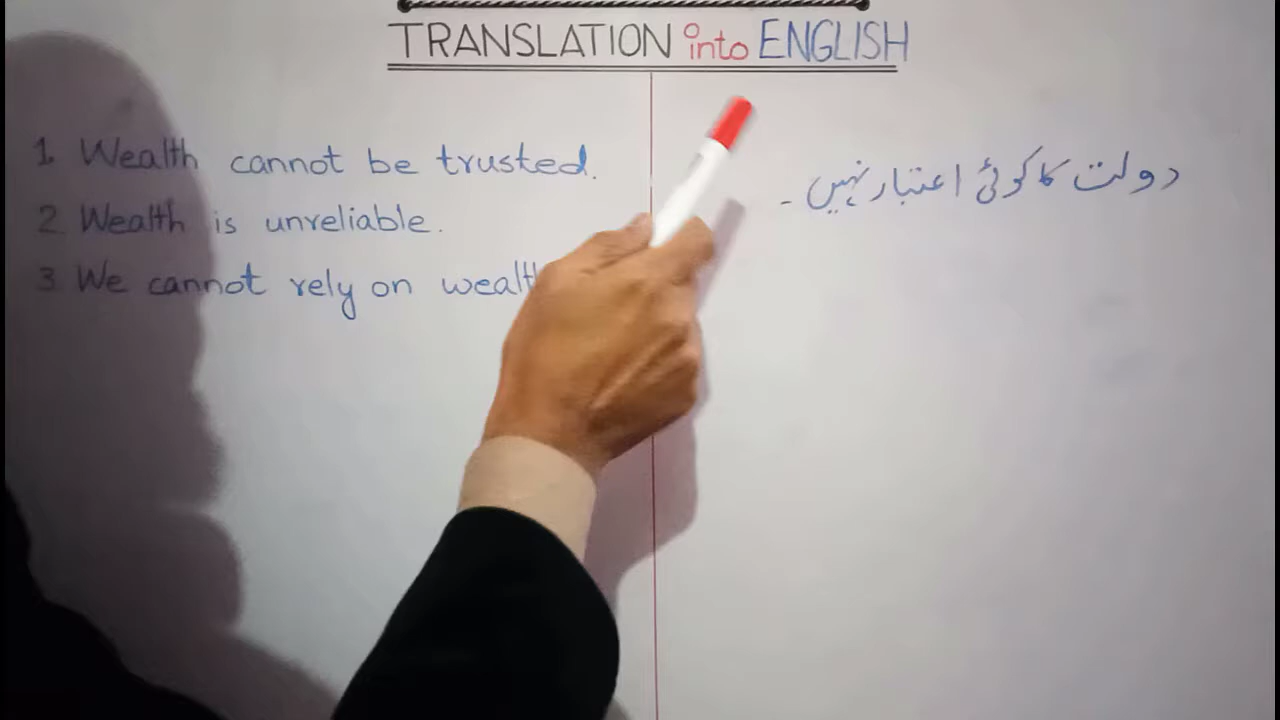 TRANSLATION into ENGLISH
1. Wealth cannot be trusted.
2 Wealth is unreliable.
3 We cannot rely on wealth
دولت کا کوئی اعتبار نہیں ۔